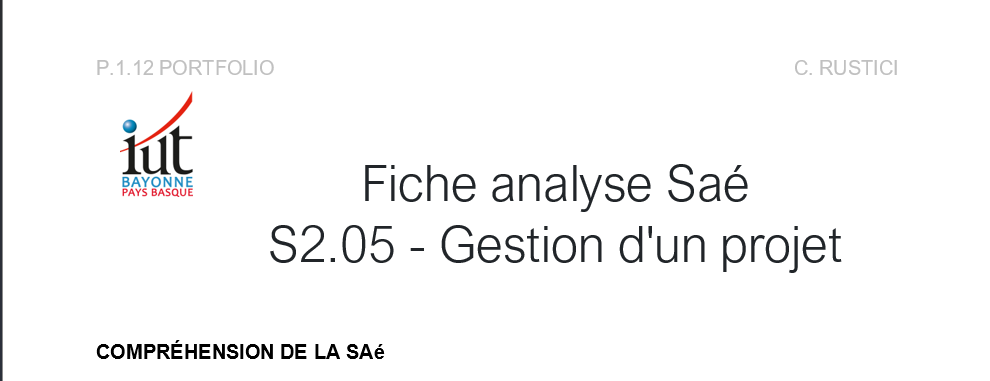 P.1.12 PORTFOLIO C. RUSTICI
iut
BAYONNE
PAYS BASQUE
Fiche analyse Saé
S2.05 - Gestion d'un projet
COMPRÉHENSION DE LA SAé